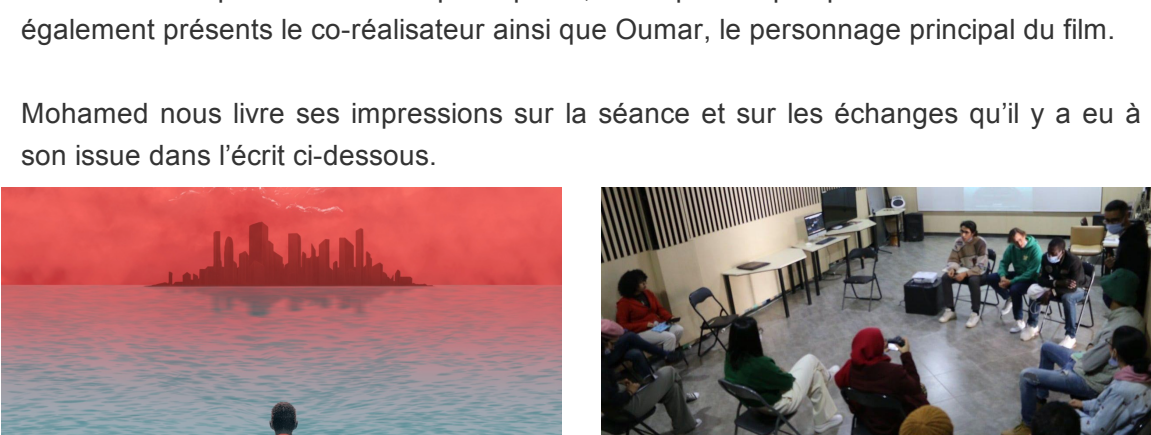 également présents le co-réalisateur ainsi que Oumar, le personnage principal du film.
Mohamed nous livre ses impressions sur la séance et sur les échanges qu’il y a eu à
son issue dans l’écrit ci-dessous.